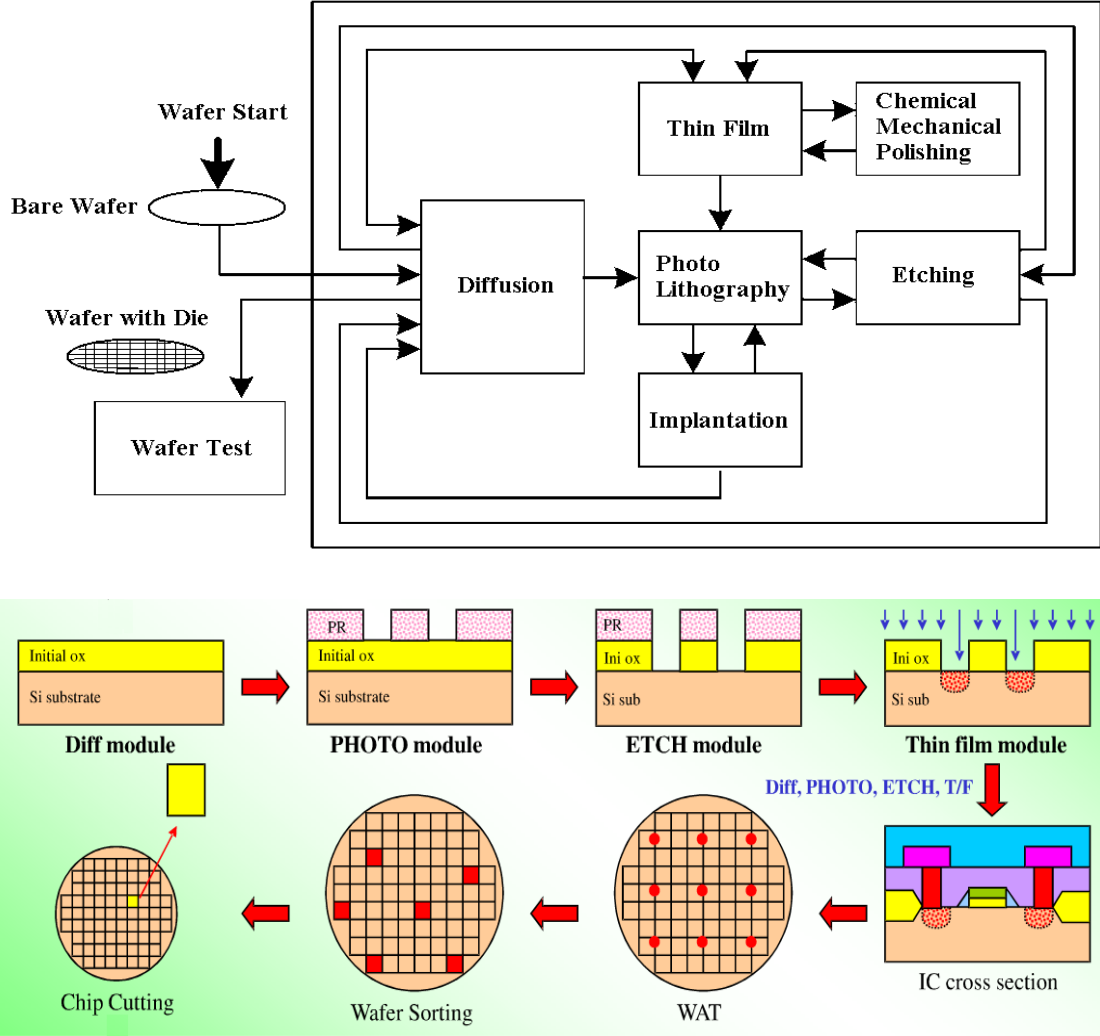 Wafer Start
Bare Wafer
Wafer with Die
Wafer Test
Diffusion
Thin Film
Chemical
Mechanical
Polishing
Photo
Lithography
Etching
Implantation
Initial ox
Si substrate
Diff module
PR
Initial ox
Si substrate
PHOTO module
PR
Ini ox
Si sub
ETCH module
Ini ox
Si sub
Thin film module
Diff, PHOTO, ETCH, T/F
Chip Cutting
Wafer Sorting
WAT
IC cross section